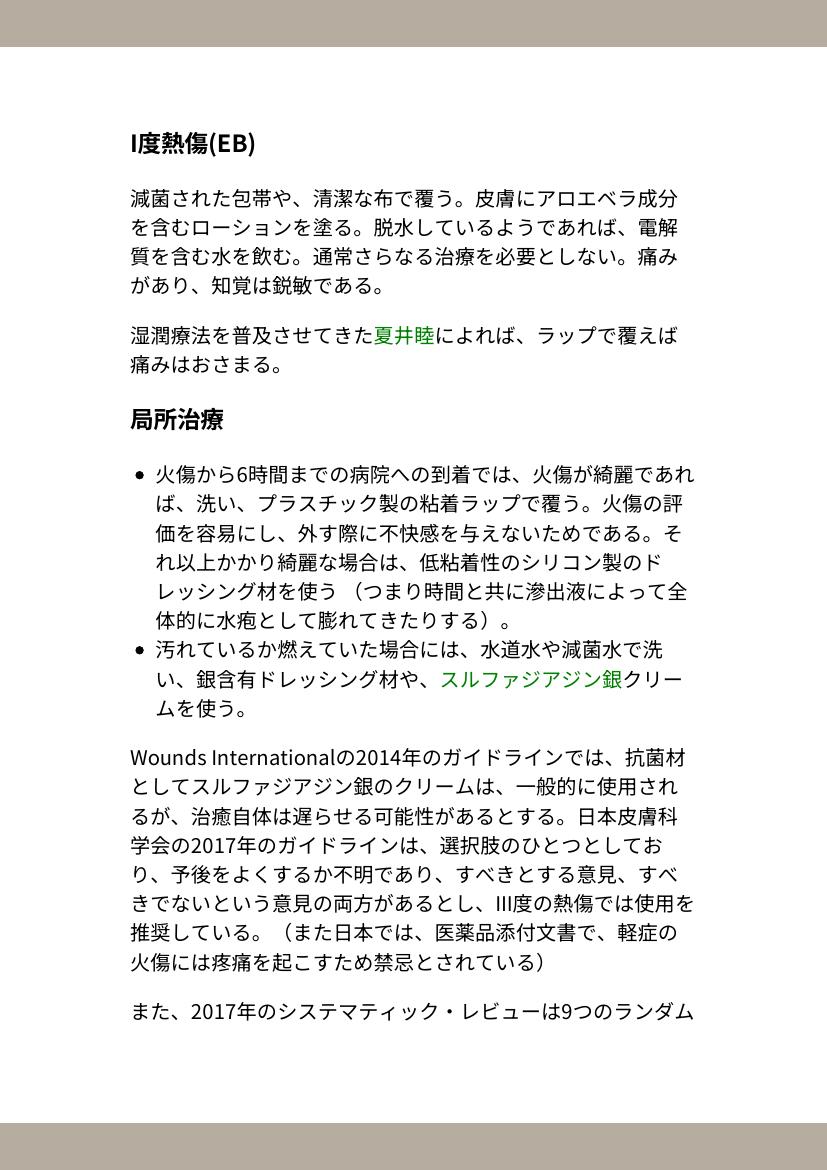 I度熱傷(EB)
減菌された包帯や、清潔な布で覆う。皮膚にアロエベラ成分
を含むローションを塗る。脱水しているようであれば、電解
質を含む水を飲む。通常さらなる治療を必要としない。痛み
があり、知覚は鋭敏である。
湿潤療法を普及させてきた夏井睦によれば、ラップで覆えば
痛みはおさまる。
局所治療
• 火傷から6時間までの病院への到着では、火傷が綺麗であれ
ば、洗い、プラスチック製の粘着ラップで覆う。火傷の評
価を容易にし、外す際に不快感を与えないためである。そ
れ以上かかり綺麗な場合は、低粘着性のシリコン製のド
レッシング材を使う （つまり時間と共に滲出液によって全
体的に水疱として膨れてきたりする）。
• 汚れているか燃えていた場合には、水道水や減菌水で洗
い、銀含有ドレッシング材や、スルファジアジン銀クリー
ムを使う。
Wounds Internationalの2014年のガイドラインでは、抗菌材
としてスルファジアジン銀のクリームは、一般的に使用され
るが、治癒自体は遅らせる可能性があるとする。日本皮膚科
学会の2017年のガイドラインは、選択肢のひとつとしてお
り、予後をよくするか不明であり、すべきとする意見、すべ
きでないという意見の両方があるとし、III度の熱傷では使用を
推奨している。（また日本では、医薬品添付文書で、軽症の
火傷には疼痛を起こすため禁忌とされている）
また、2017年のシステマティック・レビューは9つのランダム